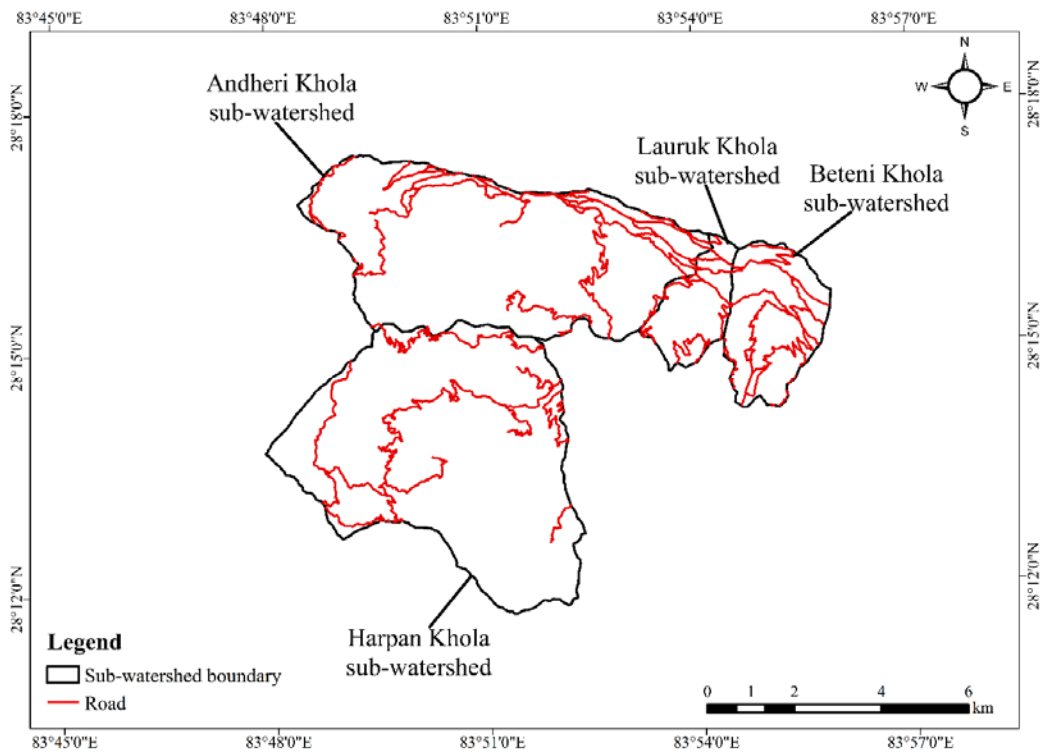 83°45'0"E 83°48'0"E 83°51'0"E 83°54'0"E 83°57'0"E
N
W E
S
28°18'0"N
28°18'0"N
Andheri Khola
sub-watershed
Lauruk Khola
sub-watershed
Beteni Khola
sub-watershed
28°15'0"N
28°15'0"N
28°12'0"N
28°12'0"N
Harpan Khola
sub-watershed
Legend
Sub-watershed boundary
Road
0 1 2 4 6
km
83°45'0"E 83°48'0"E 83°51'0"E 83°54'0"E 83°57'0"E